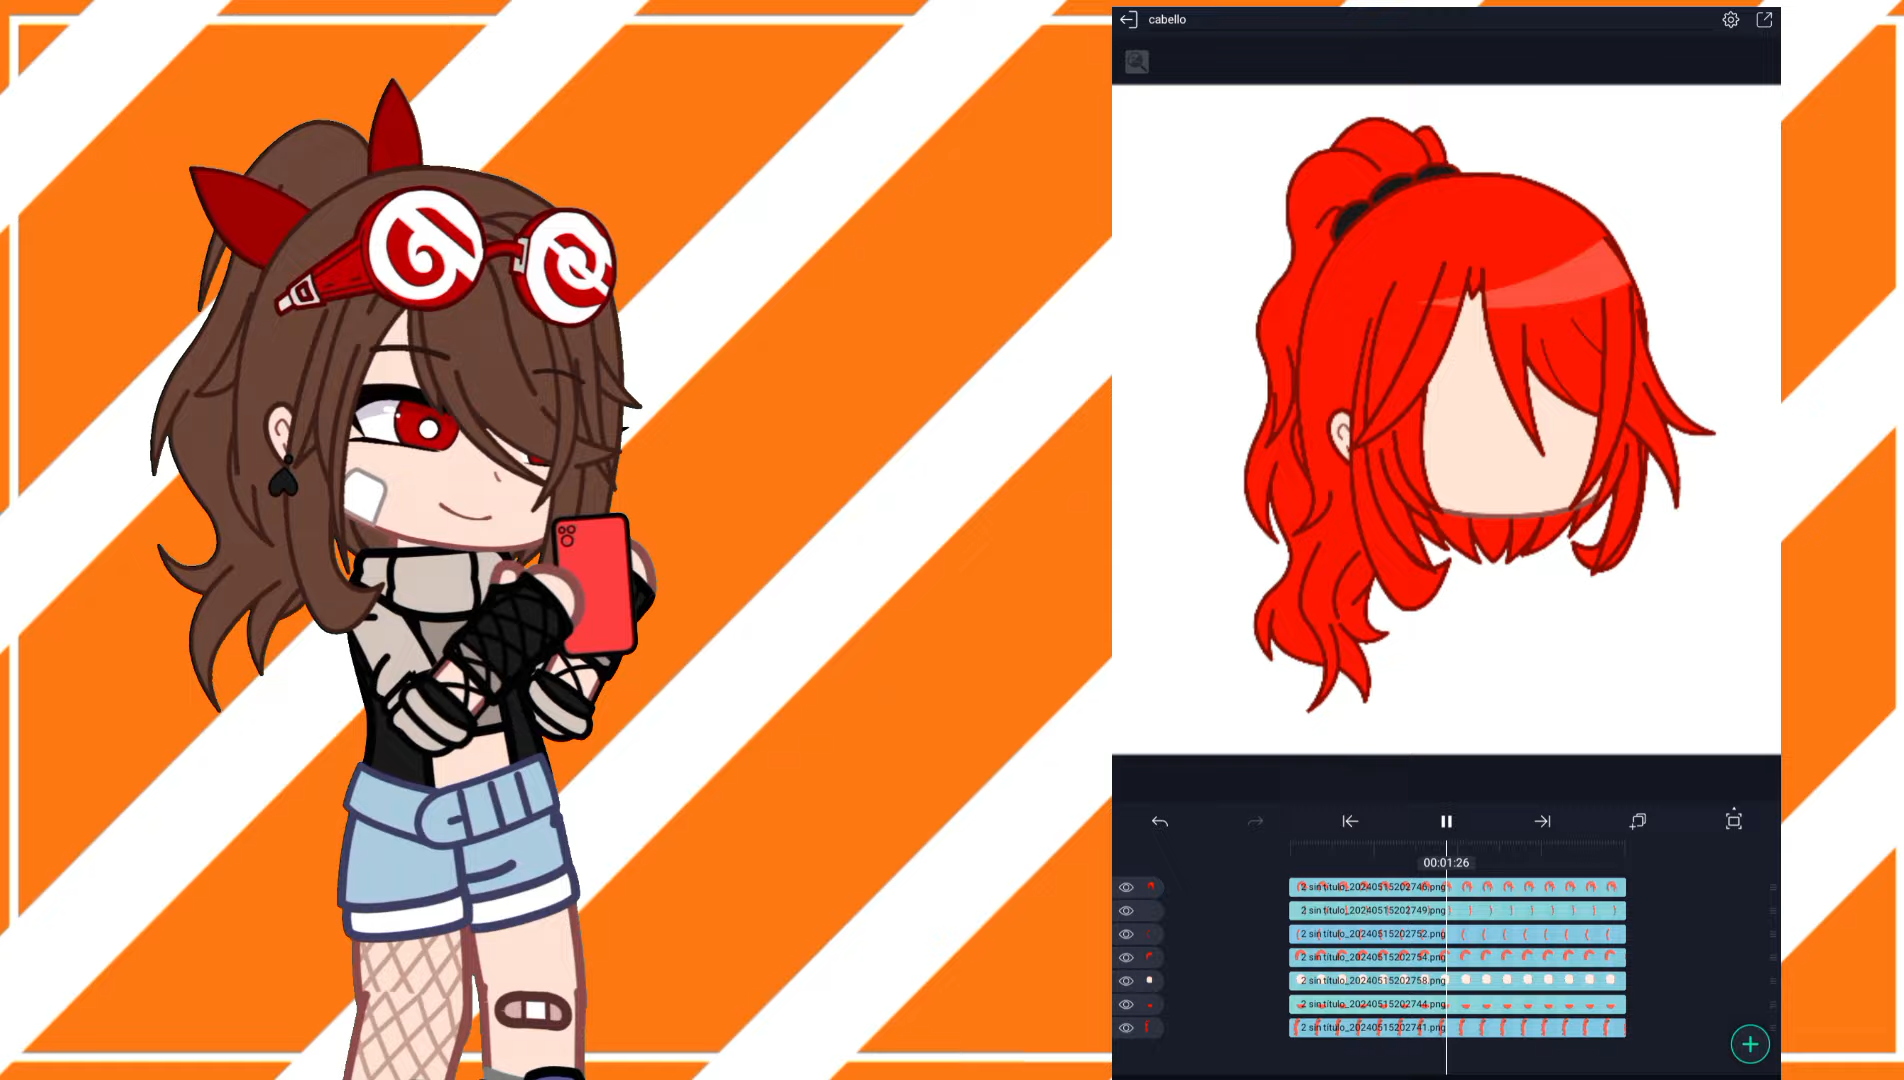 cabello
00:01:26
2 sin título_20240515202746.png
2 sin título_20240515202749.png
2 sin título_20240515202752.png
2 sin título_20240515202754.png
2 sin título_20240515202758.png
2 sin título_20240515202744.png
2 sin título_20240515202741.png